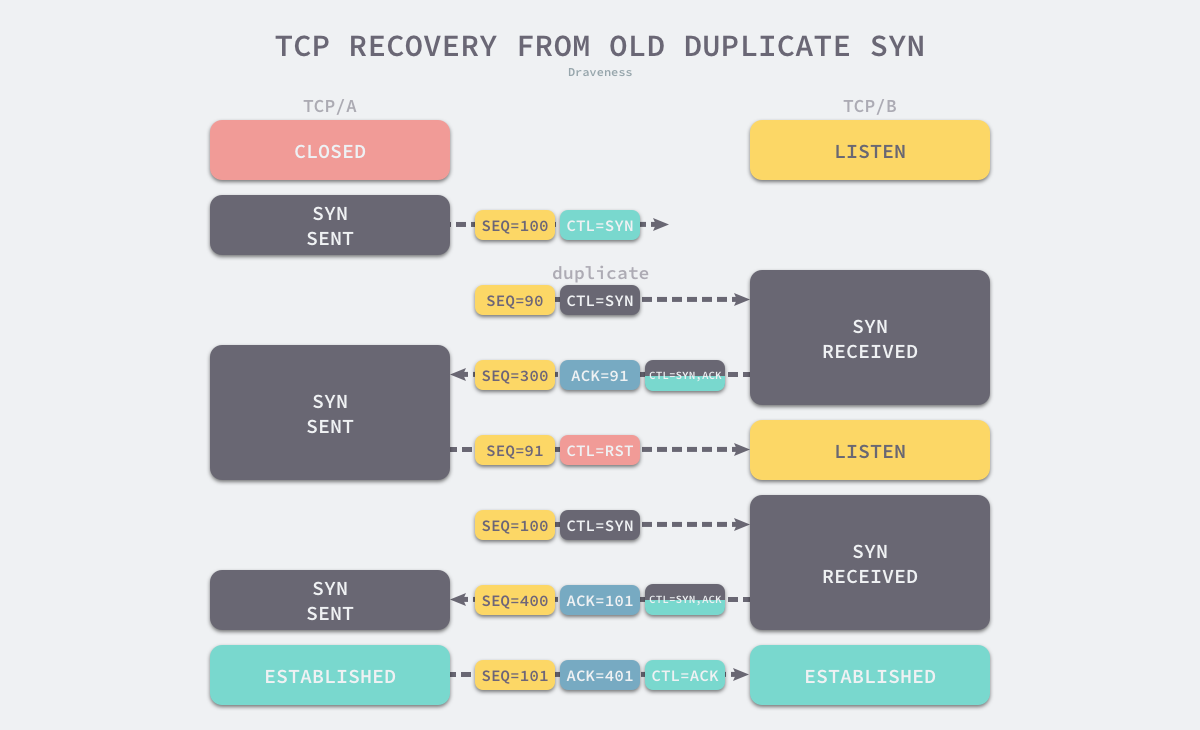 TCP RECOVERY FROM OLD DUPLICATE SYN
Draveness
TCP/A
TCP/B
CLOSED
LISTEN
SYN
SENT
SEQ=100
CTL=SYN
duplicate
SEQ=90
CTL=SYN
SYN
RECEIVED
SYN
SENT
SEQ=300
ACK=91
CTL=SYN,ACK
SEQ=91
CTL=RST
LISTEN
SEQ=100
CTL=SYN
SYN
RECEIVED
SYN
SENT
SEQ=400
ACK=101
CTL=SYN,ACK
ESTABLISHED
SEQ=101
ACK=401
CTL=ACK
ESTABLISHED